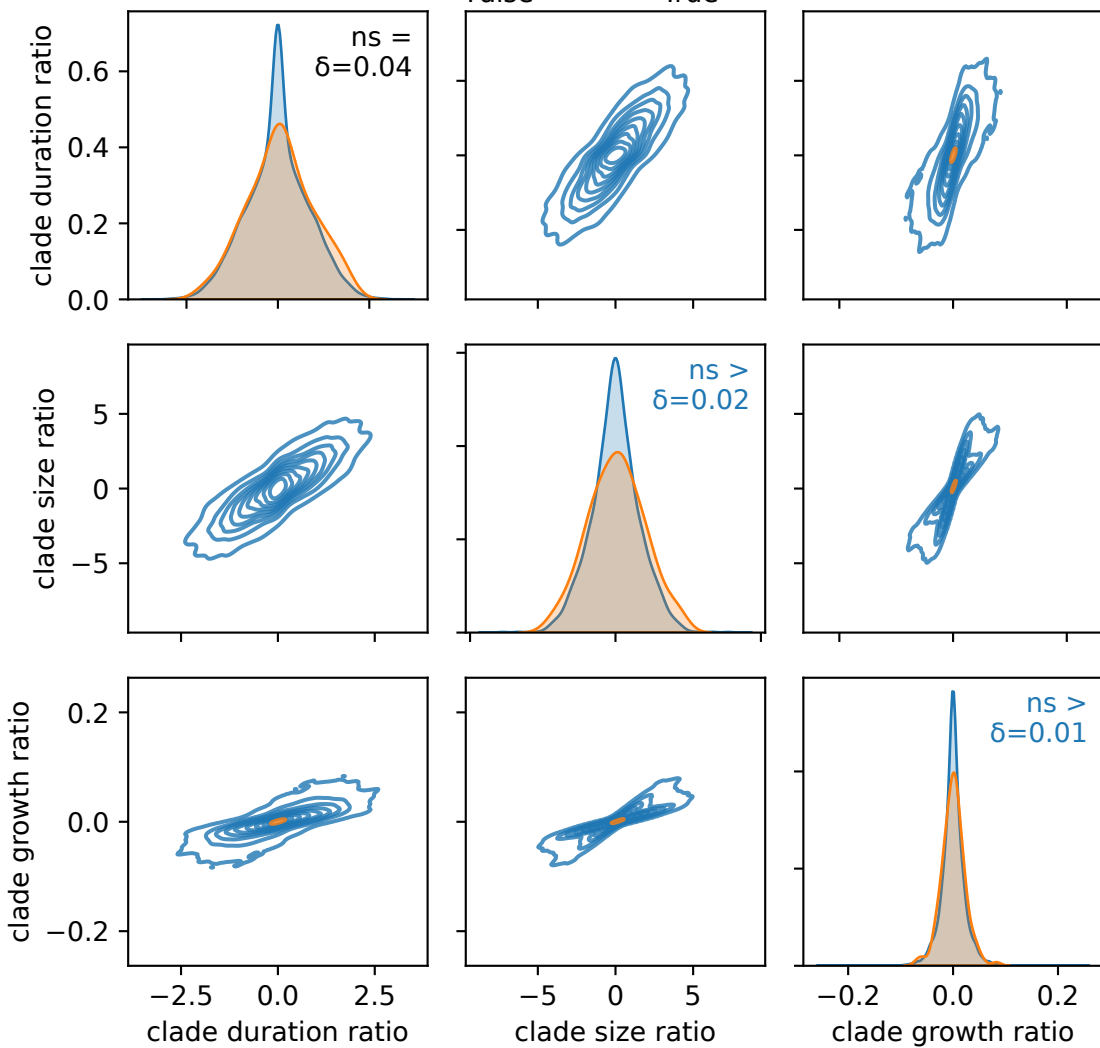 clade duration ratio
0.6
0.4
0.2
0.0
ns =
δ=0.04
clade size ratio
5
0
−5
ns >
δ=0.02
clade growth ratio
0.2
0.0
−0.2
ns >
δ=0.01
−2.5 0.0 2.5
−5 0 5
−0.2 0.0 0.2
clade duration ratio
clade size ratio
clade growth ratio